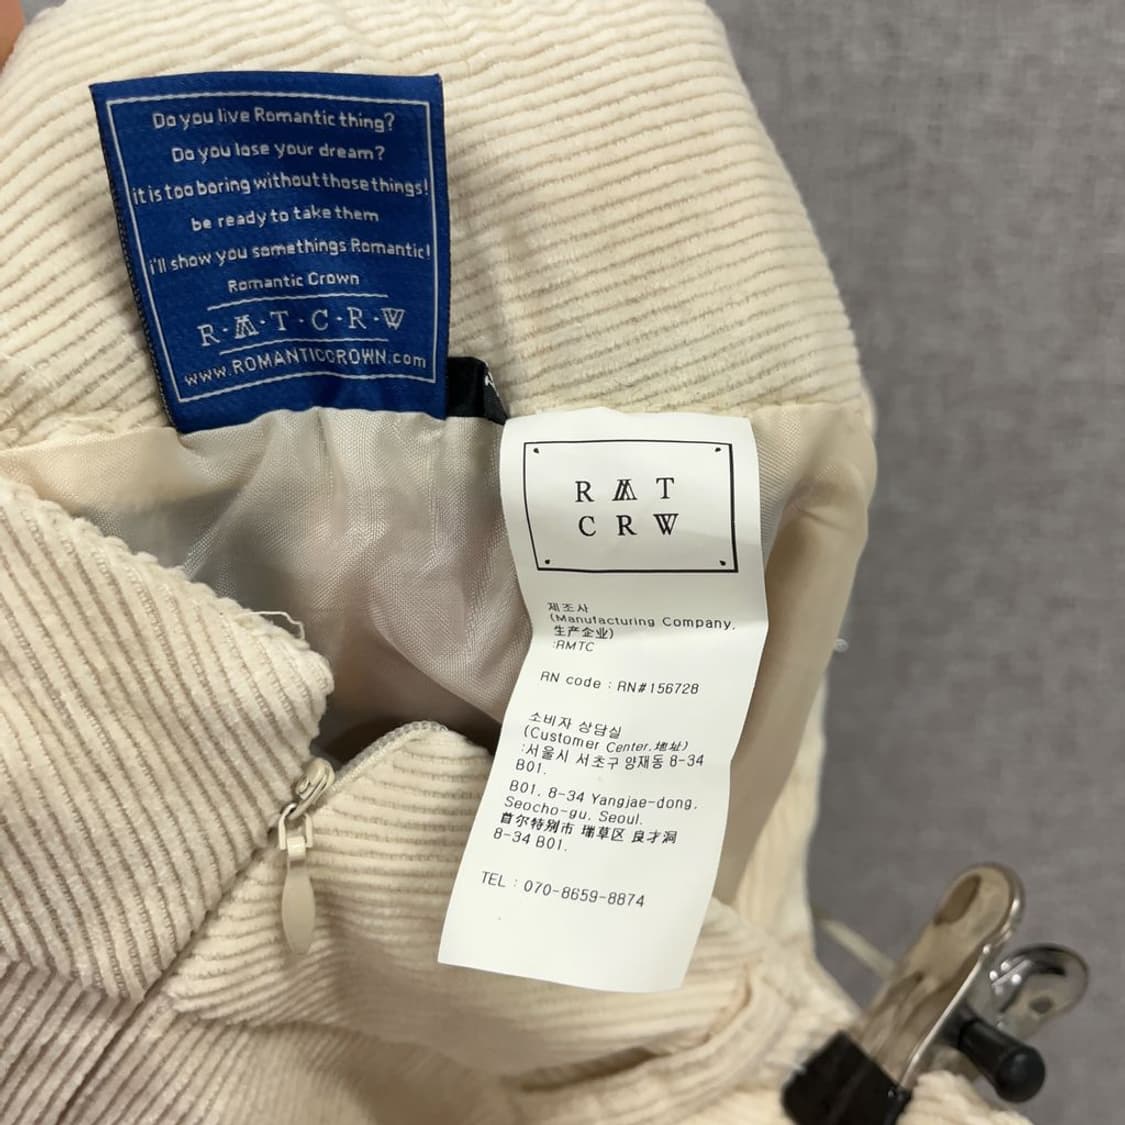 Do you live Romantic thing?
Do you lose your dream?
it is too boring without those things!
be ready to take them
i'll show you somethings Romantic!
Romantic Crown
R·A·T·C·R·W
www.ROMANTICCROWN.com
R A T
C R W
제조사
(Manufacturing Company,
生产企业)
:RMTC
RN code : RN#156728
소비자 상담실
(Customer Center,地址)
:서울시 서초구 양재동 8-34
B01.
B01, 8-34 Yangjae-dong,
Seocho-gu, Seoul.
首尔特别市 瑞草区 良才洞
8-34 B01.
TEL : 070-8659-8874